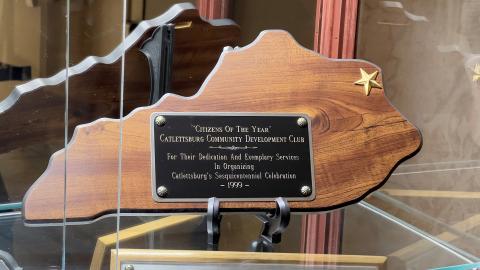 "Citizens Of The Year"
Catlettsburg Community Development Club
For Their Dedication And Exemplary Services
In Organizing
Catlettsburg's Sesquicentennial Celebration
- 1999 -